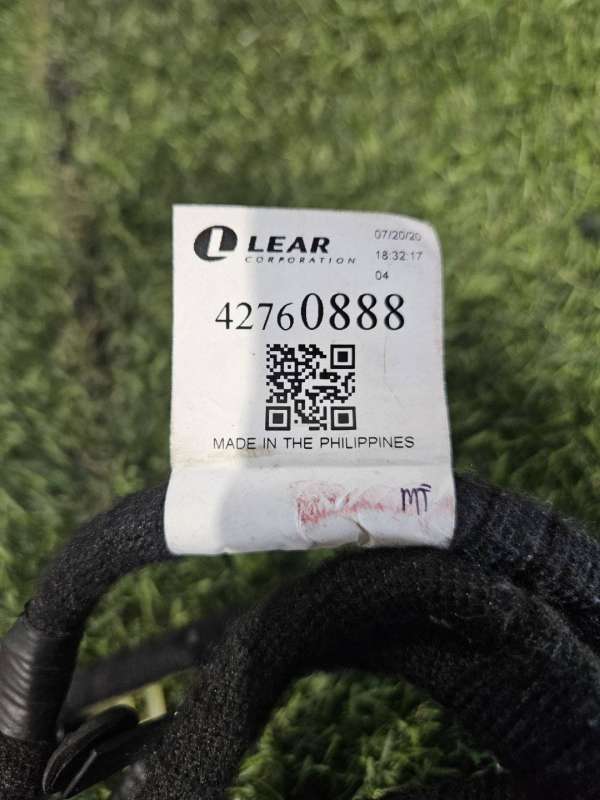 LEAR
CORPORATION
07/20/20
18:32:17
04
42760888
MADE IN THE PHILIPPINES
MT